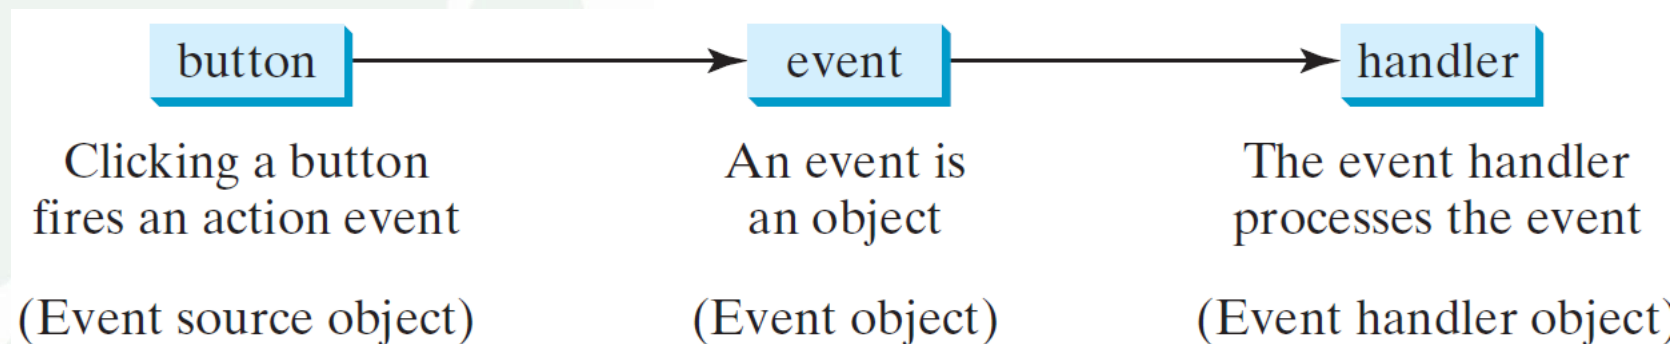 button
event
handler
Clicking a button
fires an action event
An event is
an object
The event handler
processes the event
(Event source object)
(Event object)
(Event handler object)